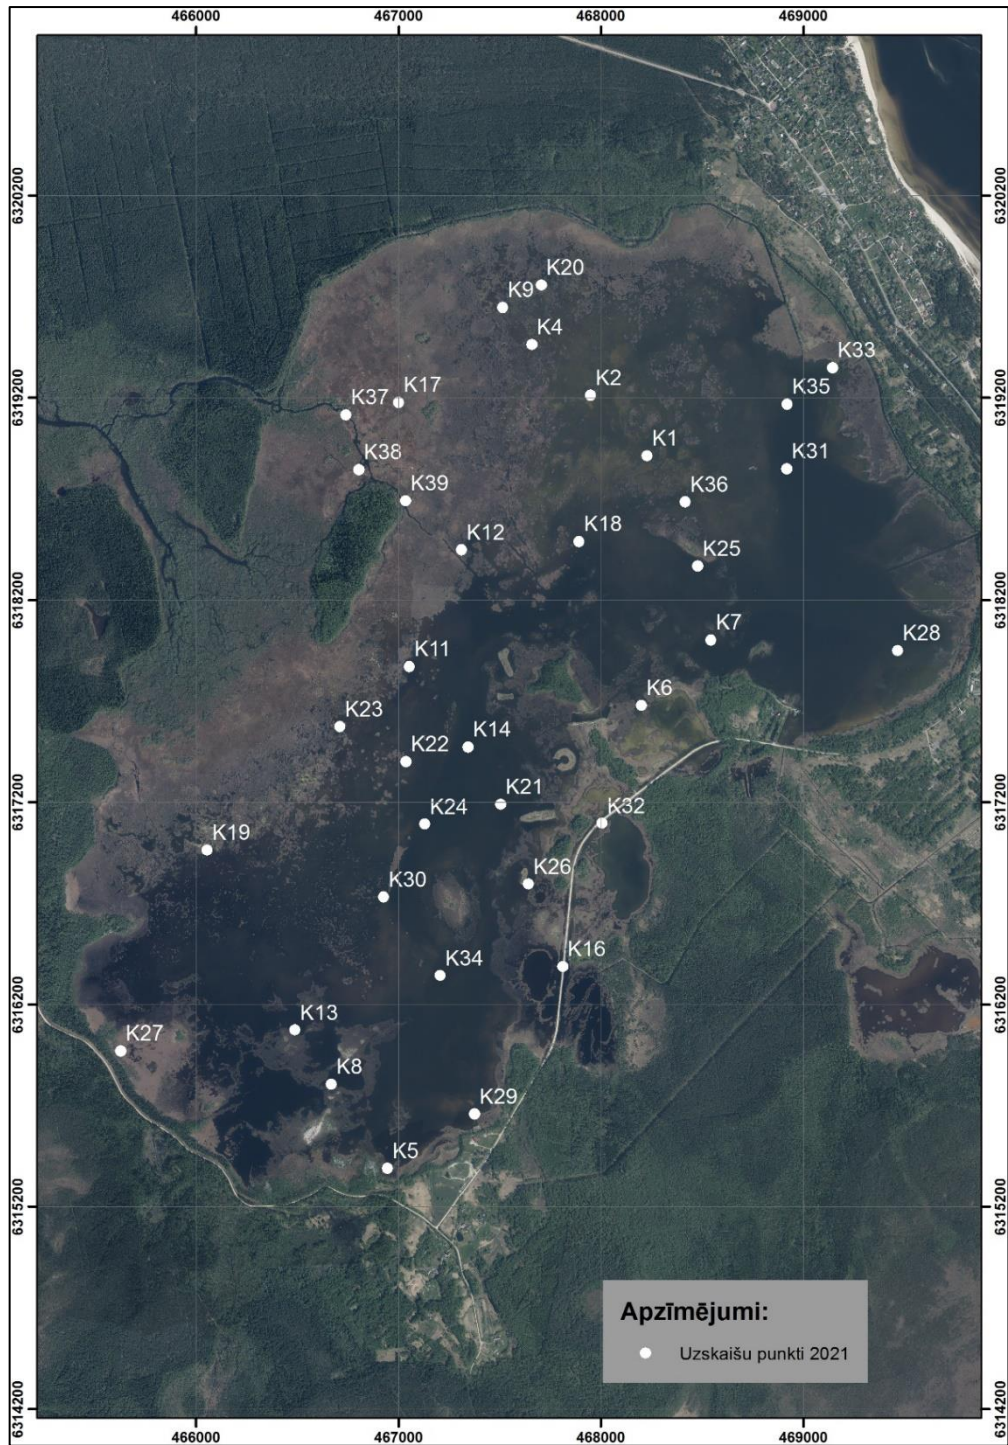 466000 467000 468000 469000
6320200 6320200
K20
K9
K4
K33
K2
K35
6319200 6319200
K37 K17
K1
K31
K38
K36
K39
K18
K12
K25
6318200 6318200
K7
K28
K11
K6
K23
K14
K22
K21
6317200 6317200
K24
K32
K19
K26
K30
K16
K34
6316200 6316200
K13
K27
K8
K29
K5
6315200 6315200
Apzīmējumi:
Uzskaišu punkti 2021
6314200 6314200
466000 467000 468000 469000